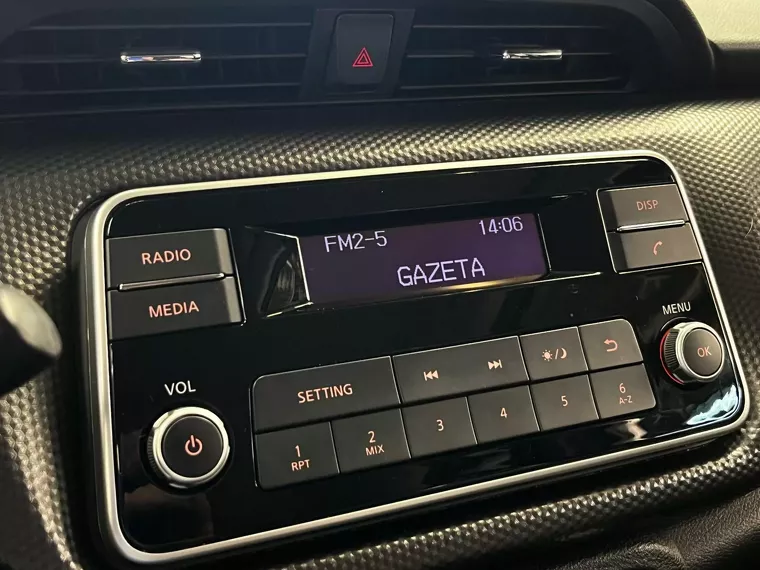 FM2-5 14:06
GAZETA
RADIO
MEDIA
DISP
MENU
OK
VOL
SETTING
1 2 3 4 5 6
RPT MIX A-Z